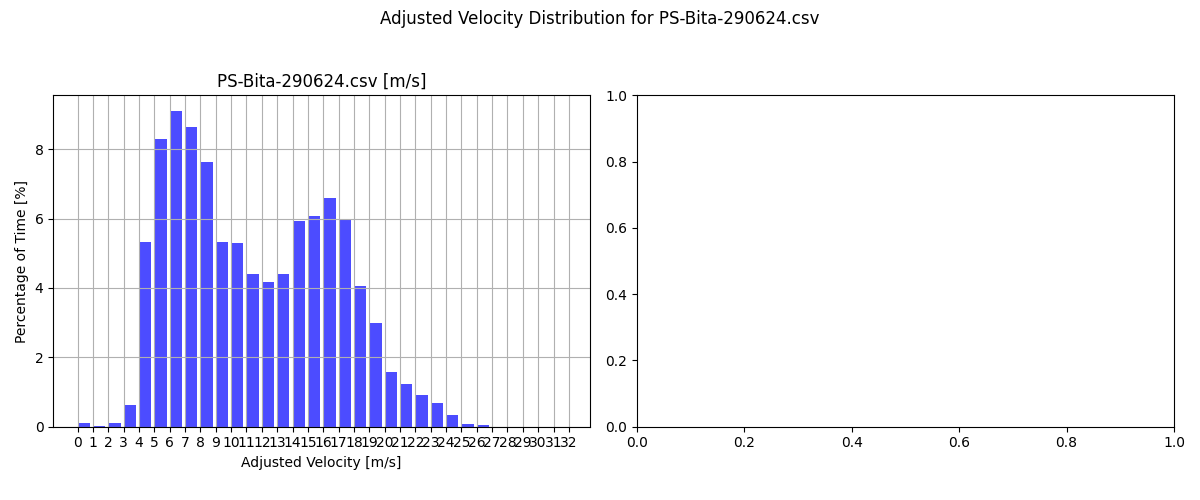 Adjusted Velocity Distribution for PS-Bita-290624.csv
PS-Bita-290624.csv [m/s]
Percentage of Time [%]
8
6
4
2
0
0 1 2 3 4 5 6 7 8 9 10 11 12 13 14 15 16 17 18 19 20 21 22 23 24 25 26 27 28 29 30 31 32
Adjusted Velocity [m/s]
1.0
0.8
0.6
0.4
0.2
0.0
0.0 0.2 0.4 0.6 0.8 1.0